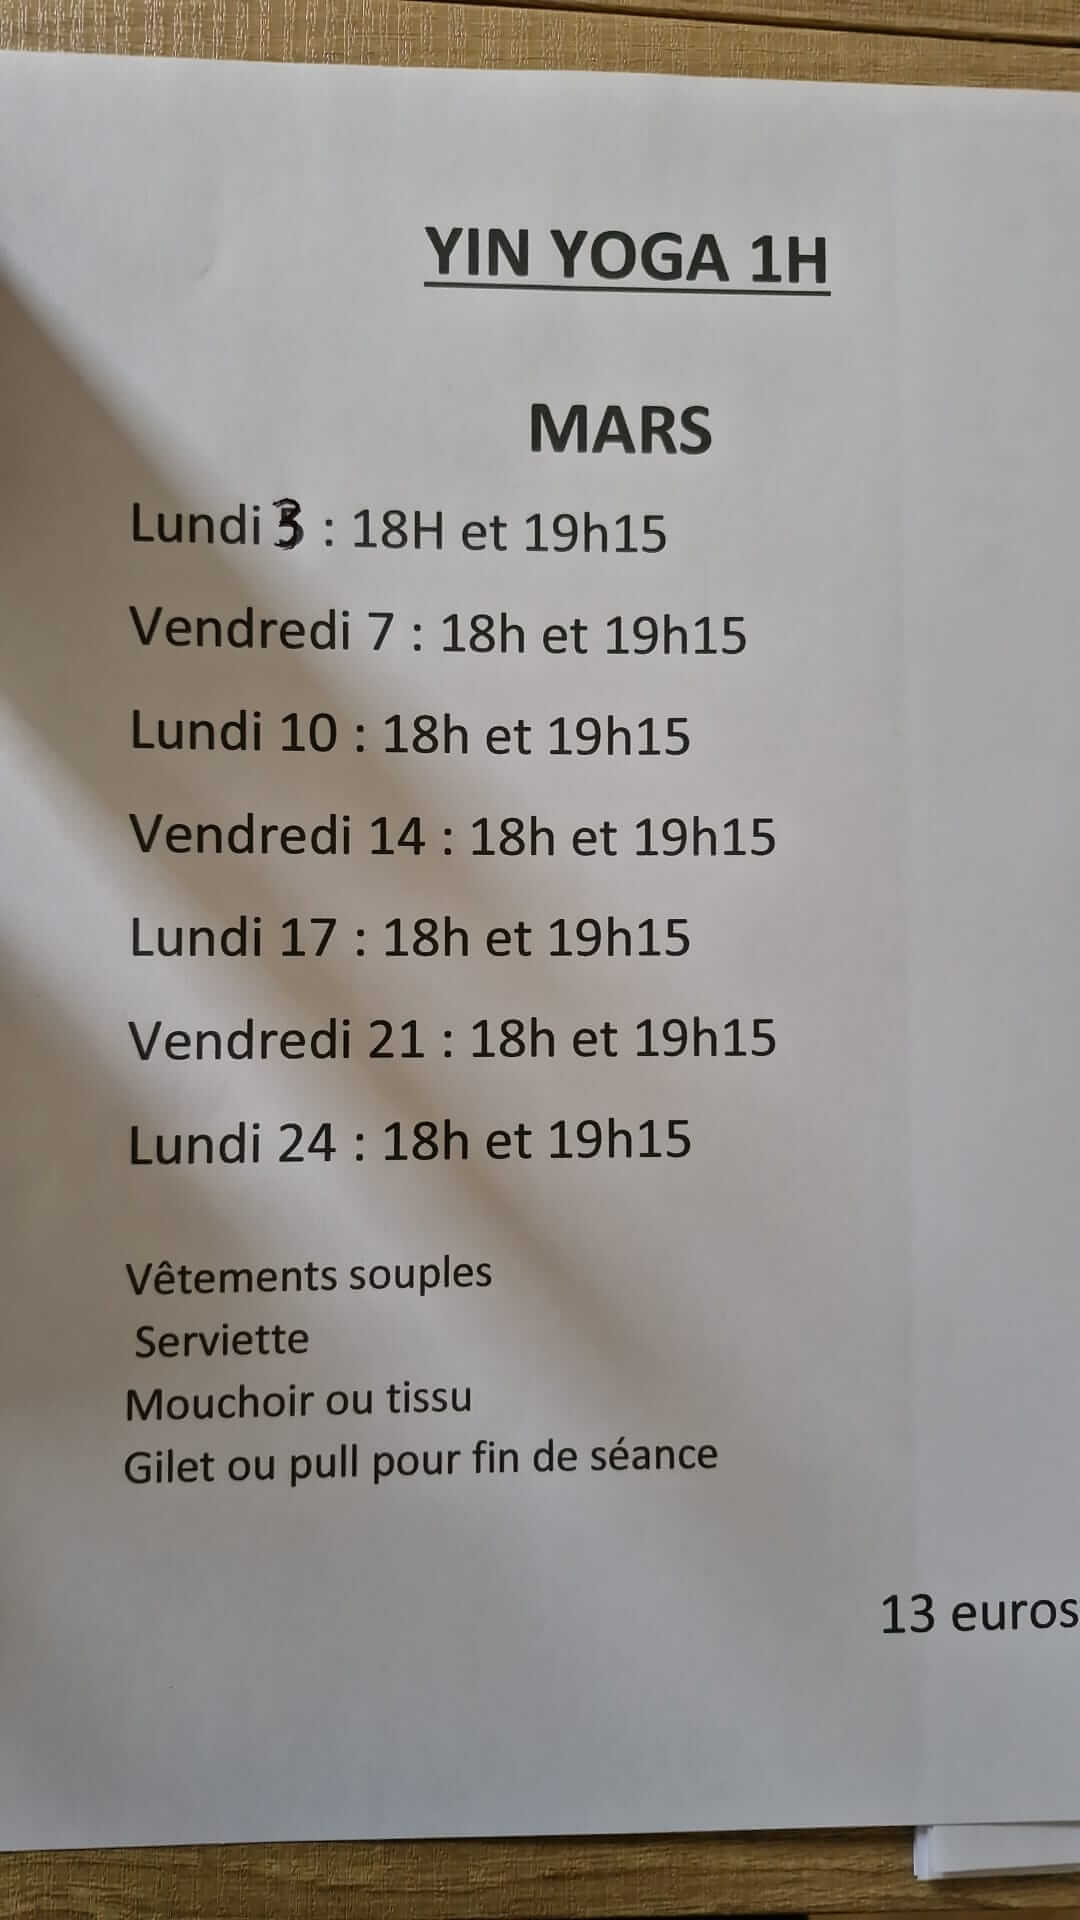 YIN YOGA 1H
MARS
Lundi 3 : 18H et 19h15
Vendredi 7 : 18h et 19h15
Lundi 10 : 18h et 19h15
Vendredi 14 : 18h et 19h15
Lundi 17 : 18h et 19h15
Vendredi 21 : 18h et 19h15
Lundi 24 : 18h et 19h15
Vêtements souples
Serviette
Mouchoir ou tissu
Gilet ou pull pour fin de séance
13 euros